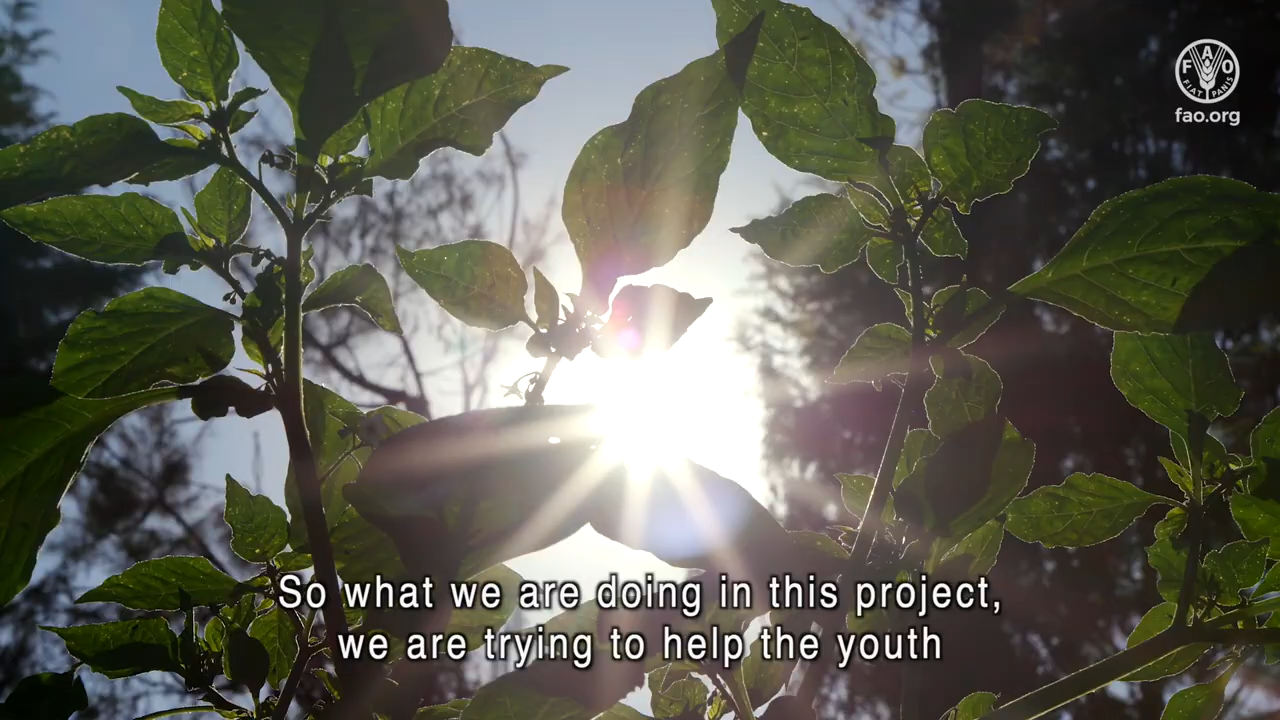 FAO
FIAT PANIS
fao.org
So what we are doing in this project,
we are trying to help the youth